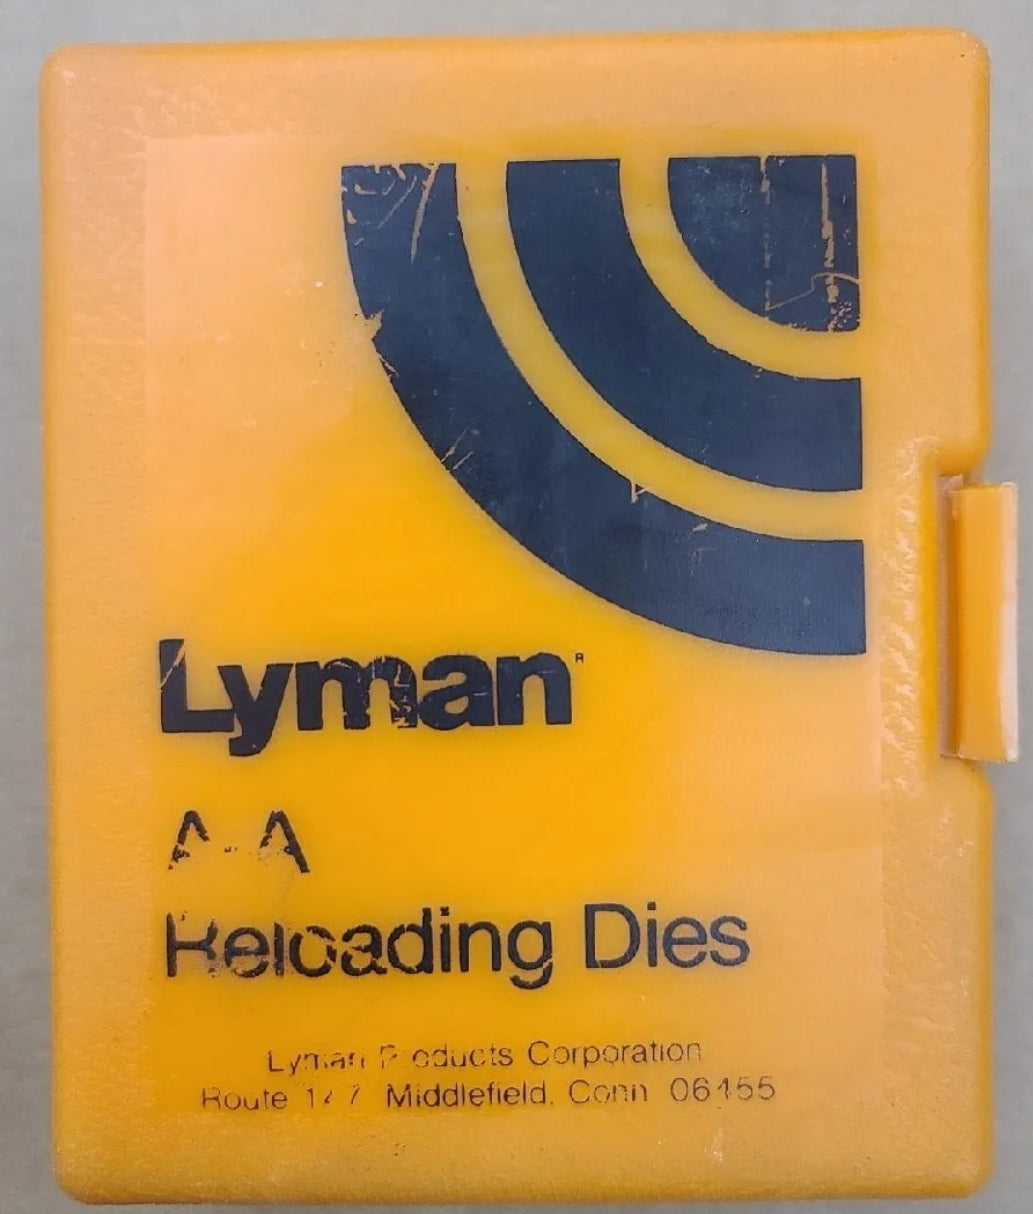 Lyman®
A-A
Reloading Dies
Lyman Products Corporation
Route 147 Middlefield, Conn 06455